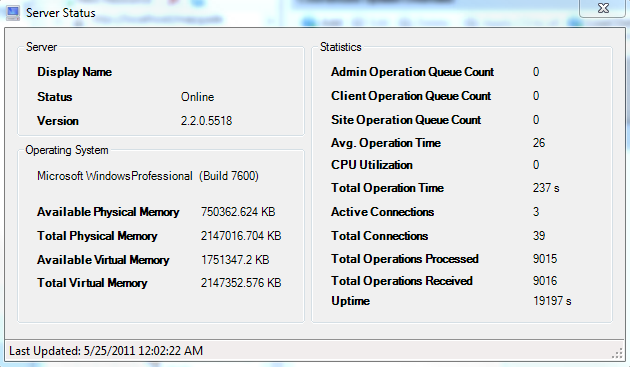 Server Status
Server
Display Name
Status Online
Version 2.2.0.5518
Operating System
Microsoft WindowsProfessional (Build 7600)
Available Physical Memory 750362.624 KB
Total Physical Memory 2147016.704 KB
Available Virtual Memory 1751347.2 KB
Total Virtual Memory 2147352.576 KB
Statistics
Admin Operation Queue Count 0
Client Operation Queue Count 0
Site Operation Queue Count 0
Avg. Operation Time 26
CPU Utilization 0
Total Operation Time 237 s
Active Connections 3
Total Connections 39
Total Operations Processed 9015
Total Operations Received 9016
Uptime 19197 s
Last Updated: 5/25/2011 12:02:22 AM